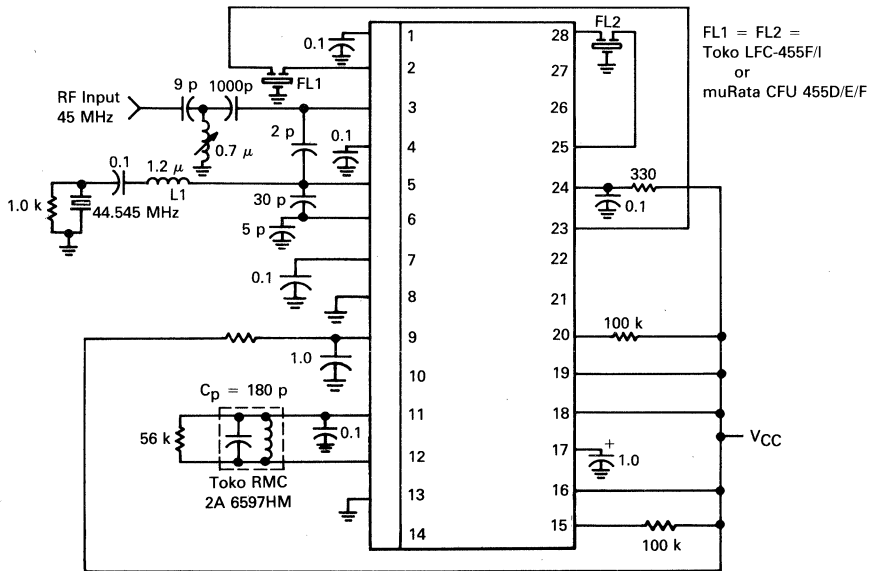 0.1
1
28
FL2
FL1 = FL2 =
Toko LFC-455F/I
or
muRata CFU 455D/E/F
2
FL1
27
9 p
1000p
RF Input
45 MHz
3
26
2 p
0.1
0.7 μ
4
25
0.1
1.2 μ
L1
5
24
330
0.1
1.0 k
44.545 MHz
30 p
6
23
5 p
7
22
0.1
8
21
100 k
9
20
1.0
10
19
Cp = 180 p
11
18
56 k
0.1
VCC
17
+
1.0
12
Toko RMC
2A 6597HM
16
13
15
14
100 k